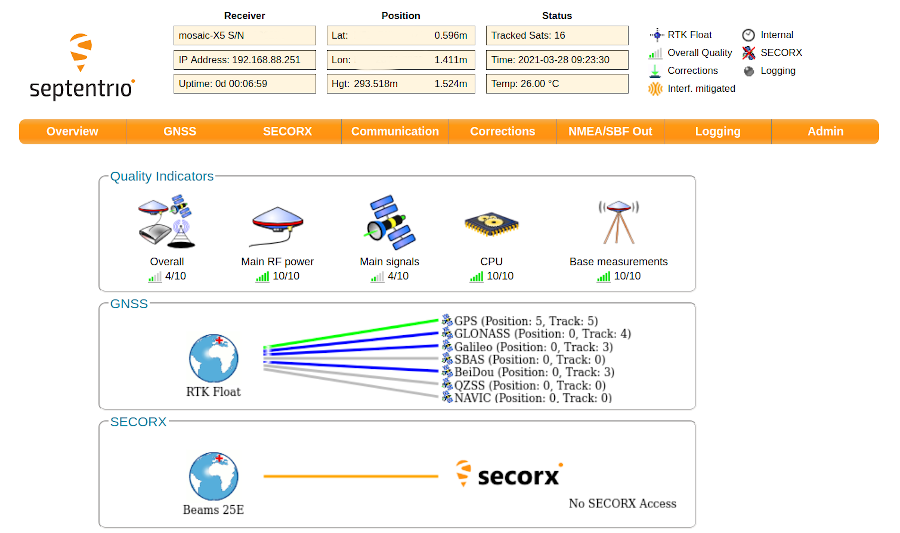 Receiver
Position
Status
mosaic-X5 S/N
Lat: 0.596m
Tracked Sats: 16
RTK Float
Internal
septentrio
IP Address: 192.168.88.251
Lon: 1.411m
Time: 2021-03-28 09:23:30
Overall Quality
SECORX
Uptime: 0d 00:06:59
Hgt: 293.518m 1.524m
Temp: 26.00 °C
Corrections
Logging
Interf. mitigated
Overview GNSS SECORX Communication Corrections NMEA/SBF Out Logging Admin
Quality Indicators
Overall
4/10
Main RF power
10/10
Main signals
4/10
CPU
10/10
Base measurements
10/10
GNSS
RTK Float
GPS (Position: 5, Track: 5)
GLONASS (Position: 0, Track: 4)
Galileo (Position: 0, Track: 3)
SBAS (Position: 0, Track: 0)
BeiDou (Position: 0, Track: 3)
QZSS (Position: 0, Track: 0)
NAVIC (Position: 0, Track: 0)
SECORX
Beams 25E
secorx
No SECORX Access